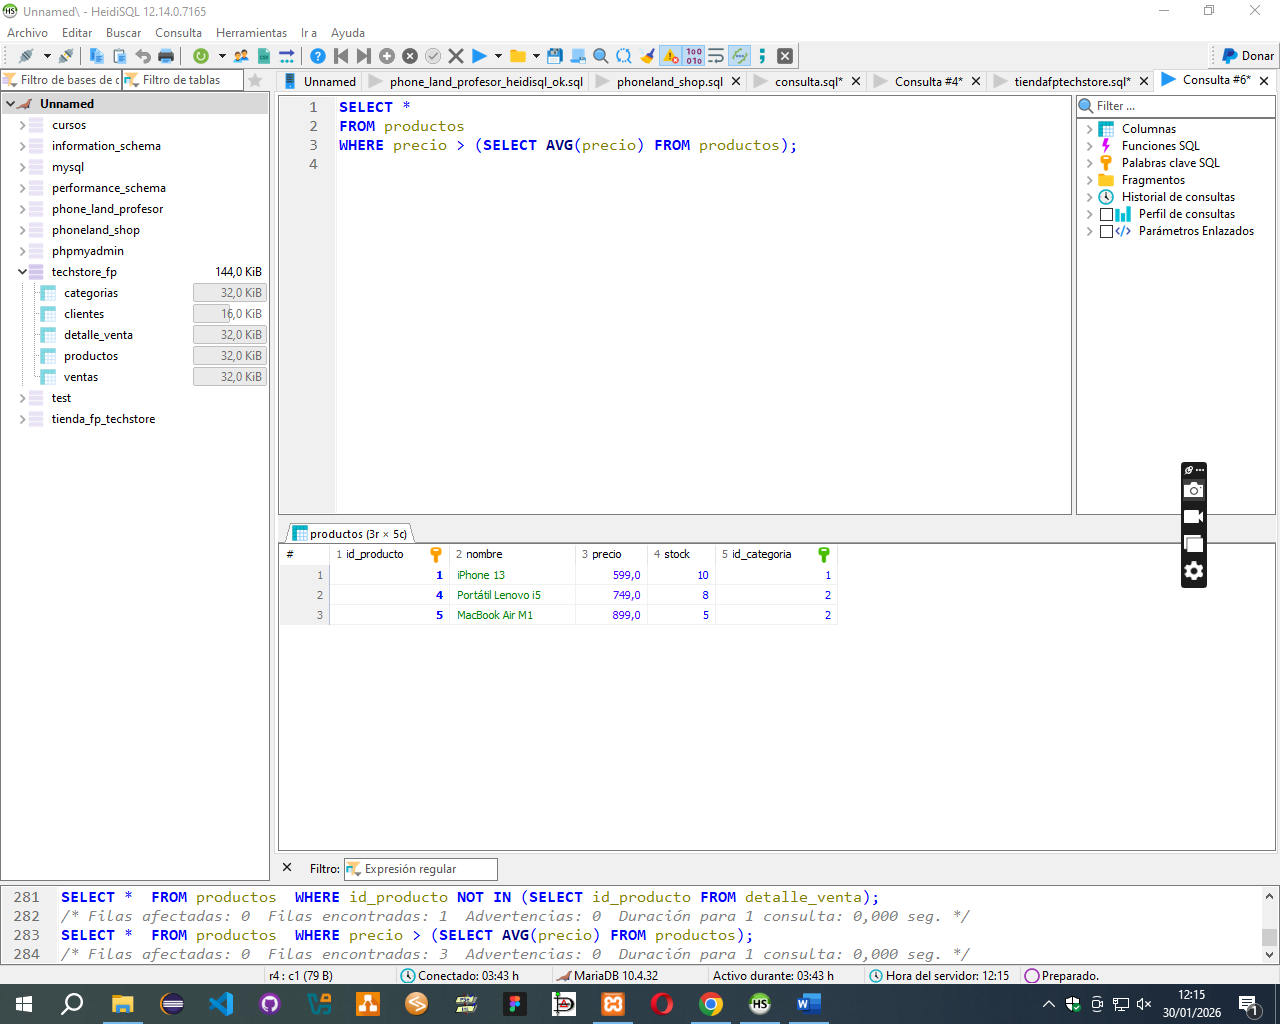 Unnamed\ - HeidiSQL 12.14.0.7165
Archivo Editar Buscar Consulta Herramientas Ir a Ayuda
Donar
Filtro de bases de d Filtro de tablas
Unnamed phone_land_profesor_heidisql_ok.sql phoneland_shop.sql consulta.sql* Consulta #4* tiendafptechstore.sql* Consulta #6*
Unnamed
cursos
information_schema
mysql
performance_schema
phone_land_profesor
phoneland_shop
phpmyadmin
techstore_fp 144,0 KiB
categorias 32,0 KiB
clientes 16,0 KiB
detalle_venta 32,0 KiB
productos 32,0 KiB
ventas 32,0 KiB
test
tienda_fp_techstore
1 SELECT *
2 FROM productos
3 WHERE precio > (SELECT AVG(precio) FROM productos);
4
Filter ...
Columnas
Funciones SQL
Palabras clave SQL
Fragmentos
Historial de consultas
Perfil de consultas
Parámetros Enlazados
productos (3r × 5c)
# 1 id_producto 2 nombre 3 precio 4 stock 5 id_categoria
1 1 iPhone 13 599,0 10 1
2 4 Portátil Lenovo i5 749,0 8 2
3 5 MacBook Air M1 899,0 5 2
Filtro: Expresión regular
281 SELECT * FROM productos WHERE id_producto NOT IN (SELECT id_producto FROM detalle_venta);
282 /* Filas afectadas: 0 Filas encontradas: 1 Advertencias: 0 Duración para 1 consulta: 0,000 seg. */
283 SELECT * FROM productos WHERE precio > (SELECT AVG(precio) FROM productos);
284 /* Filas afectadas: 0 Filas encontradas: 3 Advertencias: 0 Duración para 1 consulta: 0,000 seg. */
r4 : c1 (79 B) Conectado: 03:43 h MariaDB 10.4.32 Activo durante: 03:43 h Hora del servidor: 12:15 Preparado.
12:15
30/01/2026
1